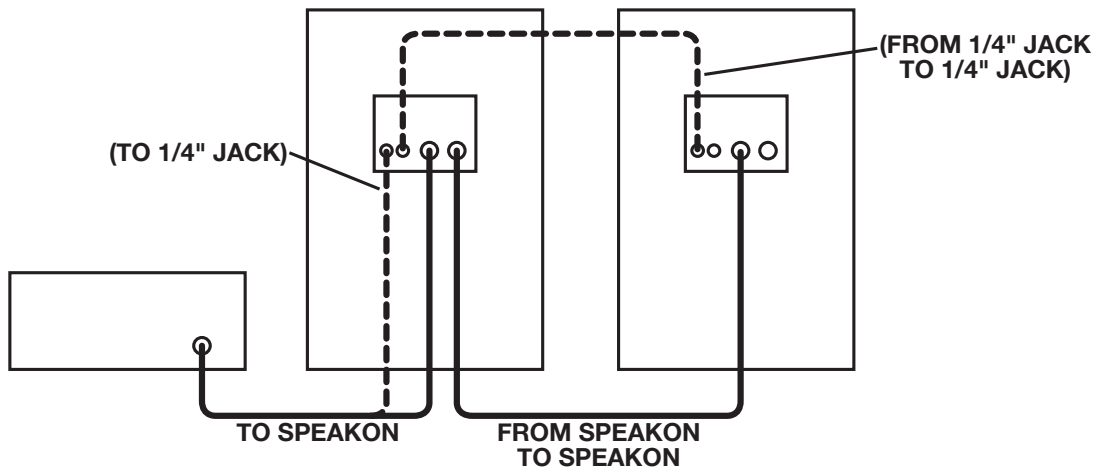 (FROM 1/4" JACK
TO 1/4" JACK)
(TO 1/4" JACK)
TO SPEAKON
FROM SPEAKON
TO SPEAKON